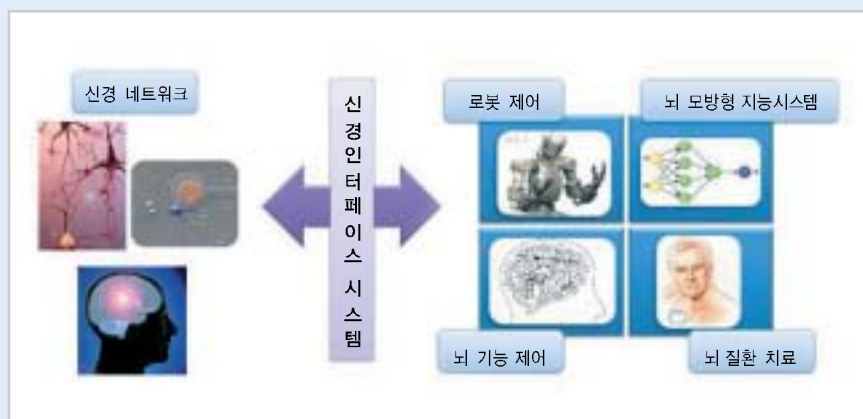 신경 네트워크
신경인터페이스 시스템
로봇 제어
뇌 모방형 지능시스템
뇌 기능 제어
뇌 질환 치료